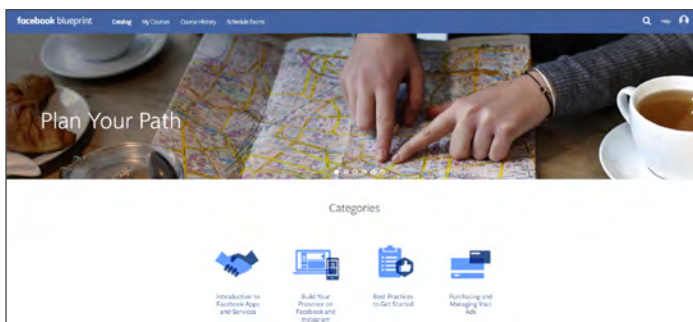 facebook blueprint Catalog My Courses Course History Schedule Exams Help
Plan Your Path
Categories
Introduction to
Facebook Apps
and Services
Build Your
Presence on
Facebook and
Instagram
Best Practices
to Get Started
Purchasing and
Managing Your
Ads